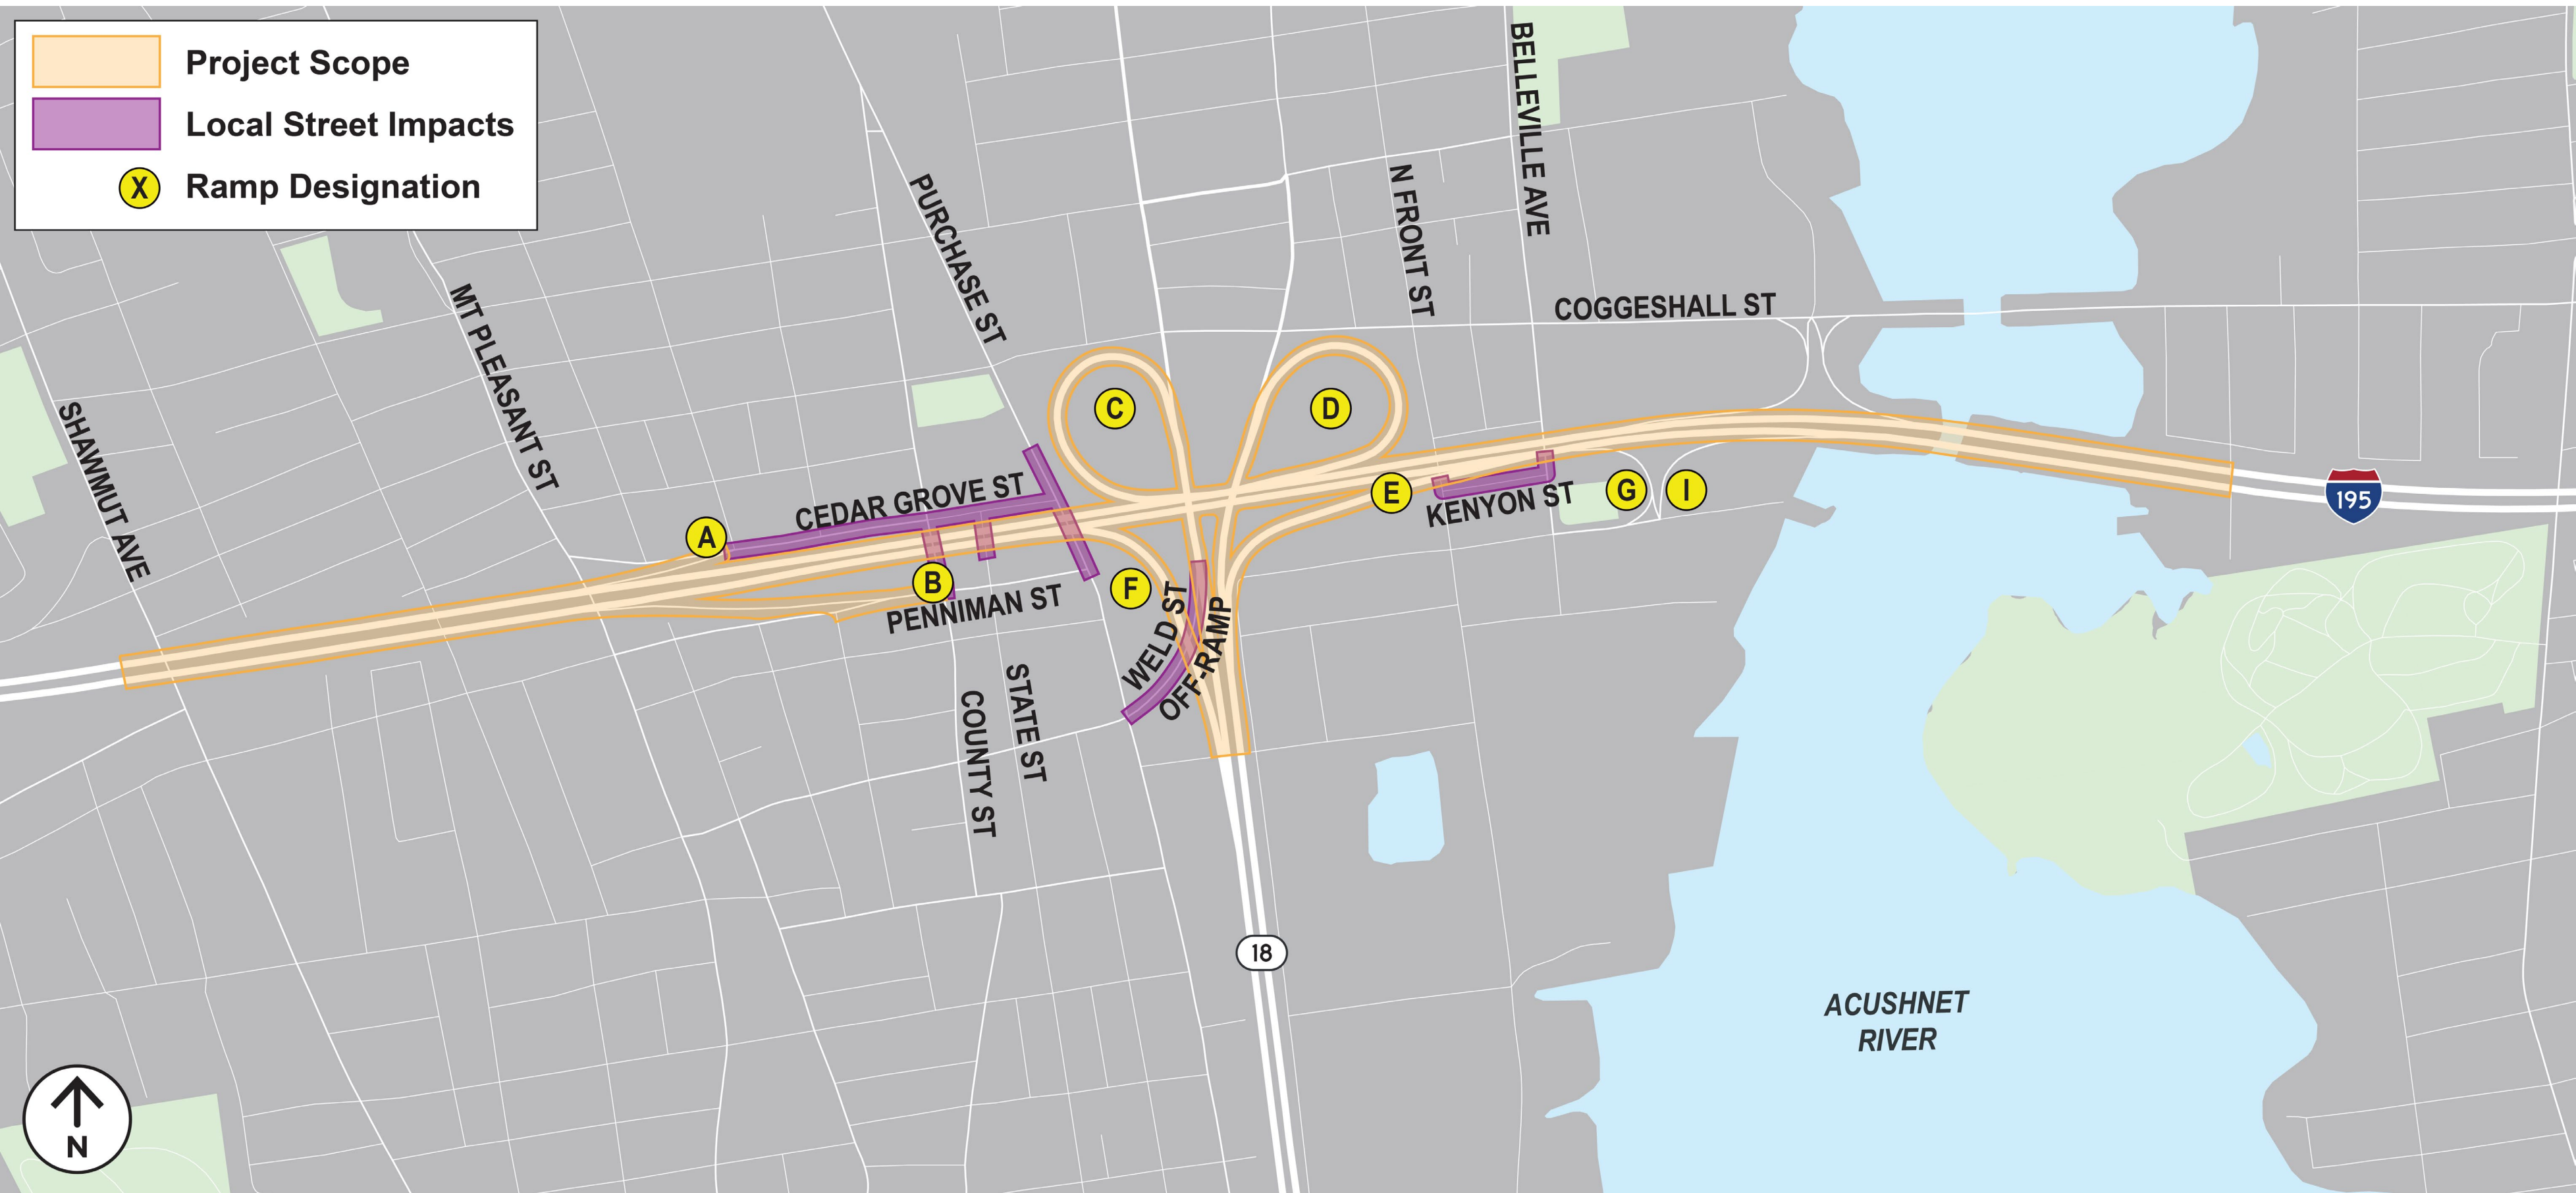 Project Scope
Local Street Impacts
X Ramp Designation
BELLEVILLE AVE
N FRONT ST
PURCHASE ST
COGGESHALL ST
MT PLEASANT ST
SHAWMUT AVE
C
D
CEDAR GROVE ST
A
E
KENYON ST
G
I
195
B
F
PENNIMAN ST
WELD ST
OFF-RAMP
STATE ST
COUNTY ST
18
ACUSHNET
RIVER
N